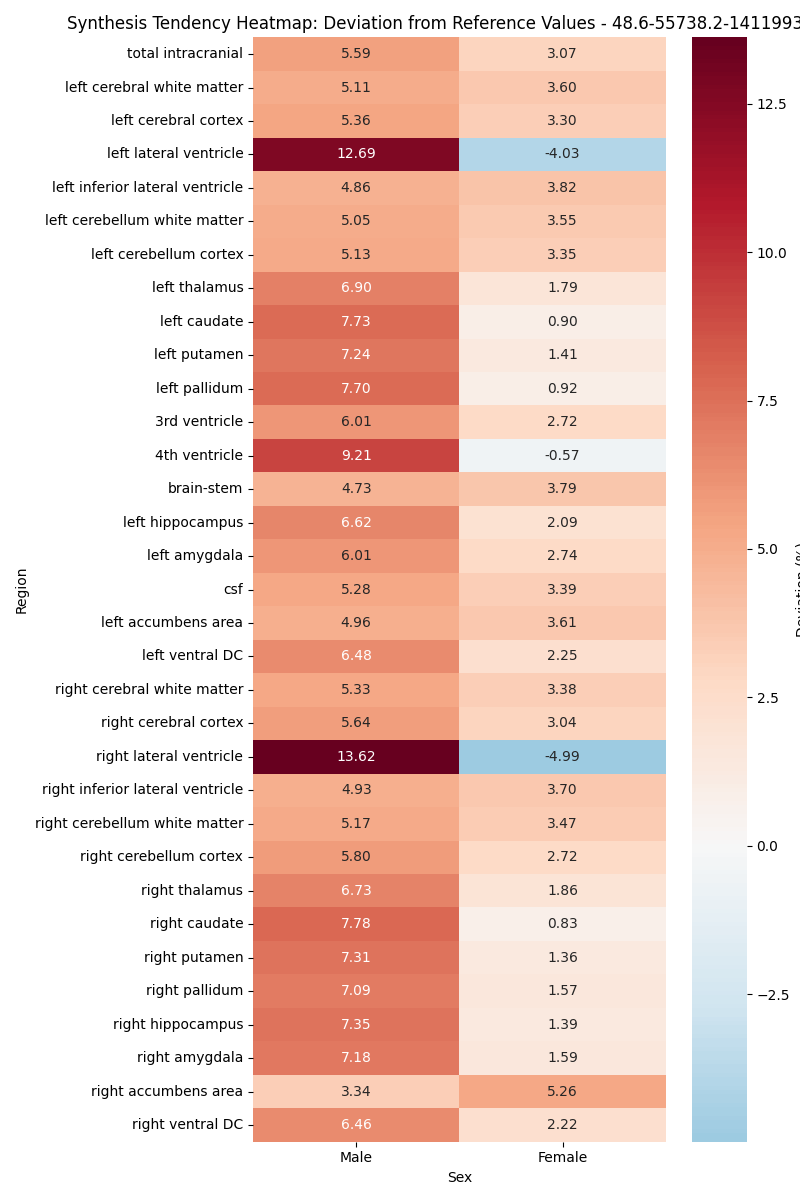 Synthesis Tendency Heatmap: Deviation from Reference Values - 48.6-55738.2-1411993
total intracranial 5.59 3.07
left cerebral white matter 5.11 3.60
left cerebral cortex 5.36 3.30
left lateral ventricle 12.69 -4.03
left inferior lateral ventricle 4.86 3.82
left cerebellum white matter 5.05 3.55
left cerebellum cortex 5.13 3.35
left thalamus 6.90 1.79
left caudate 7.73 0.90
left putamen 7.24 1.41
left pallidum 7.70 0.92
3rd ventricle 6.01 2.72
4th ventricle 9.21 -0.57
brain-stem 4.73 3.79
left hippocampus 6.62 2.09
left amygdala 6.01 2.74
csf 5.28 3.39
left accumbens area 4.96 3.61
left ventral DC 6.48 2.25
right cerebral white matter 5.33 3.38
right cerebral cortex 5.64 3.04
right lateral ventricle 13.62 -4.99
right inferior lateral ventricle 4.93 3.70
right cerebellum white matter 5.17 3.47
right cerebellum cortex 5.80 2.72
right thalamus 6.73 1.86
right caudate 7.78 0.83
right putamen 7.31 1.36
right pallidum 7.09 1.57
right hippocampus 7.35 1.39
right amygdala 7.18 1.59
right accumbens area 3.34 5.26
right ventral DC 6.46 2.22
Male Female
Sex
Region
12.5
10.0
7.5
5.0
2.5
0.0
−2.5